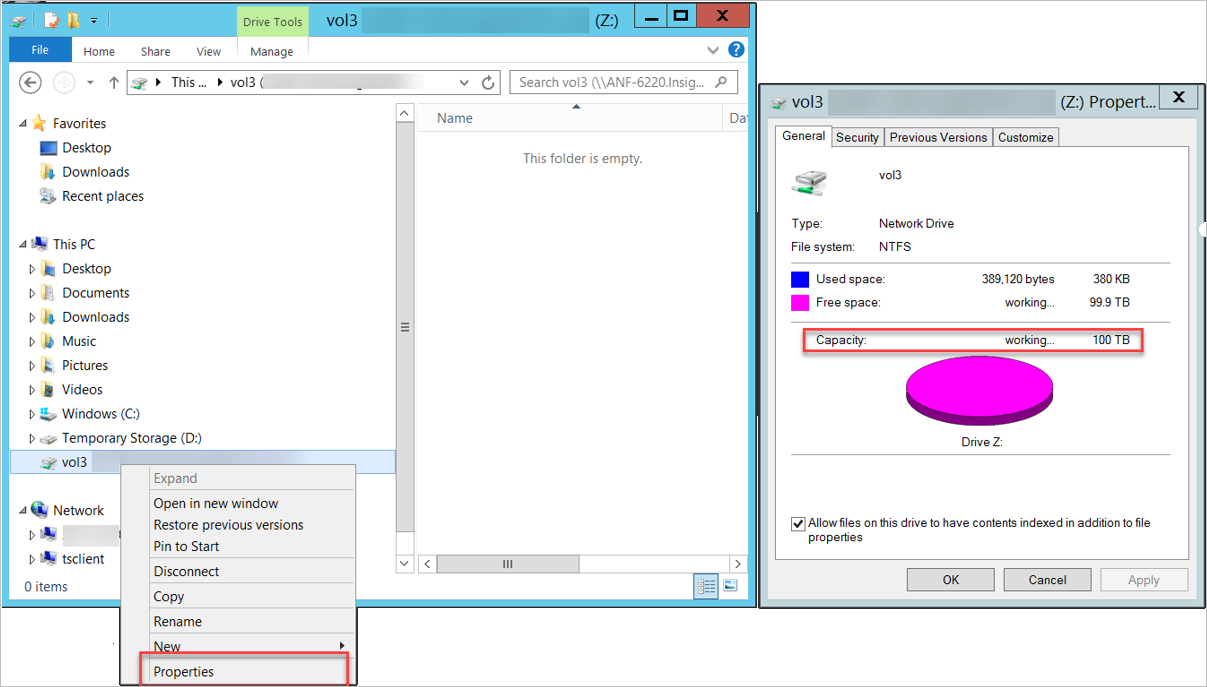 Drive Tools
vol3 (Z:)
File Home Share View Manage
This ... vol3 (
Search vol3 (\\ANF-6220.Insig...
Favorites
Desktop
Downloads
Recent places
This PC
Desktop
Documents
Downloads
Music
Pictures
Videos
Windows (C:)
Temporary Storage (D:)
vol3
Network
tsclient
0 items
Name Dat
This folder is empty.
Expand
Open in new window
Restore previous versions
Pin to Start
Disconnect
Copy
Rename
New
Properties
vol3 (Z:) Propert...
General Security Previous Versions Customize
vol3
Type: Network Drive
File system: NTFS
Used space: 389,120 bytes 380 KB
Free space: working... 99.9 TB
Capacity: working... 100 TB
Drive Z:
Allow files on this drive to have contents indexed in addition to file
properties
OK Cancel Apply